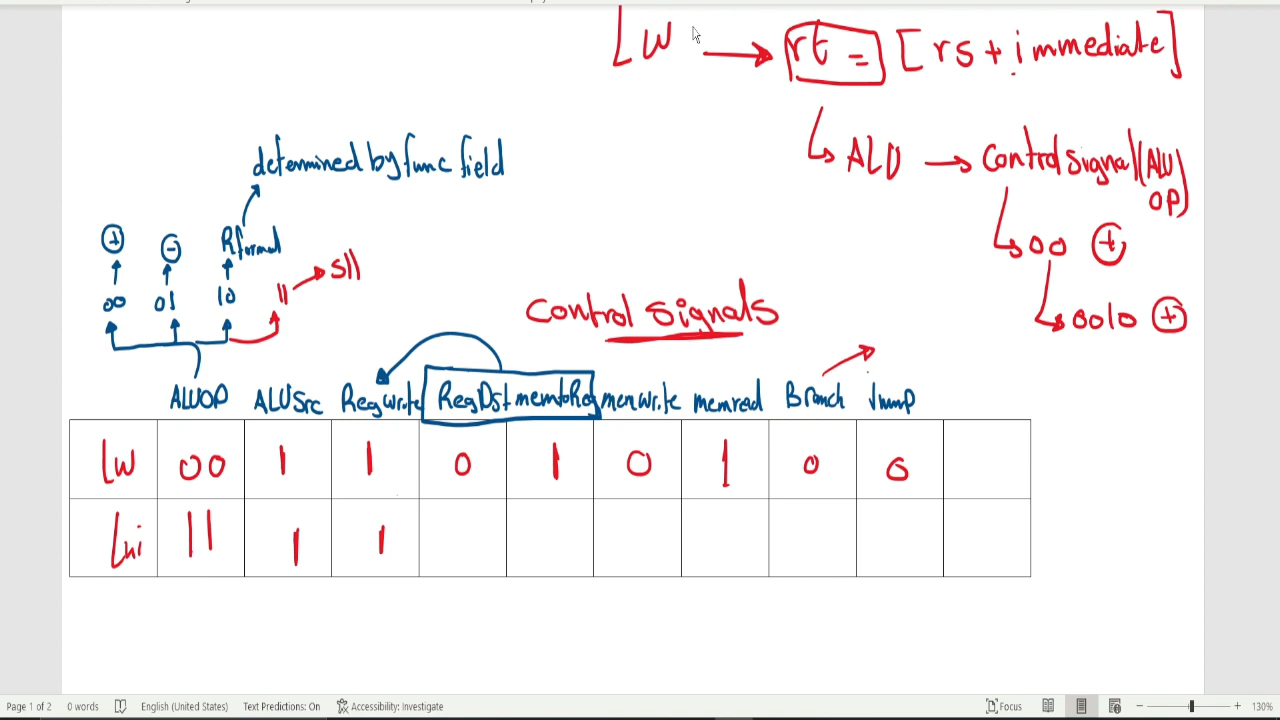 Lw → rt = [rs + immediate]
determined by func field
ALU → Control signal (ALU
OP)
+ - R format
00 +
00 01 10 11 → sll
Control signals
0010 +
ALUOP ALUSrc RegWrite RegDst memtoReg memwrite memread Branch Jump
lw 00 1 1 0 1 0 1 0 0
Lui 11 1 1
Page 1 of 2 0 words English (United States) Text Predictions: On Accessibility: Investigate Focus - + 130%